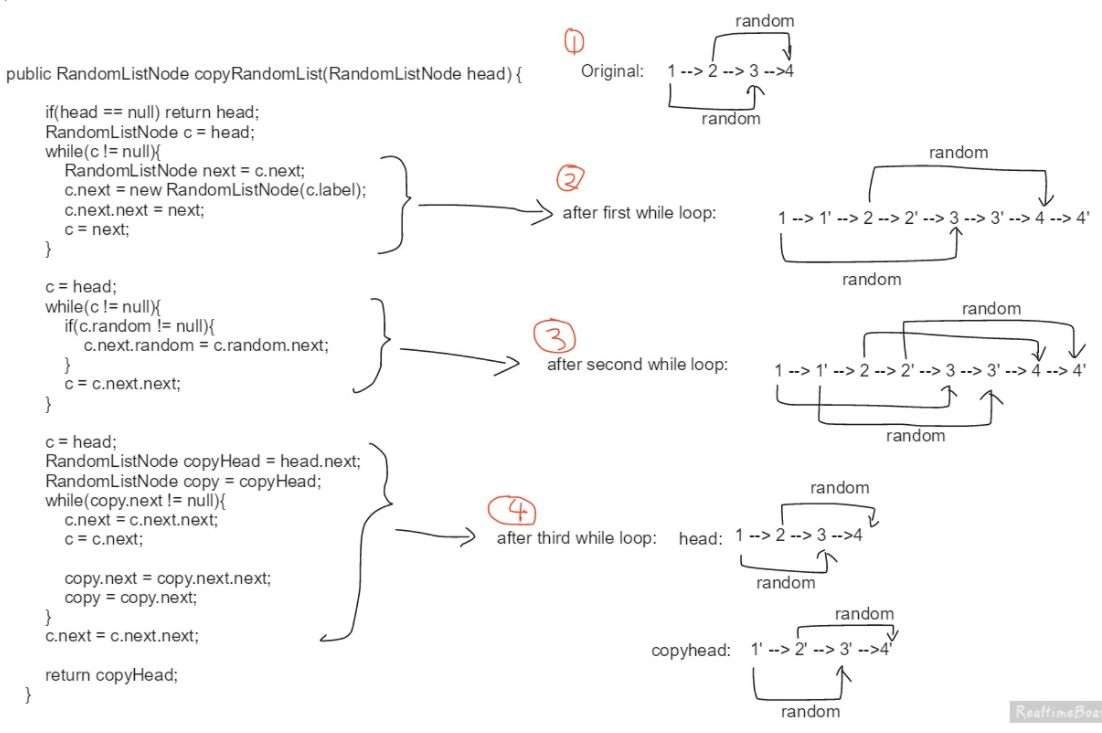 public RandomListNode copyRandomList(RandomListNode head) {
if(head == null) return head;
RandomListNode c = head;
while(c != null){
RandomListNode next = c.next;
c.next = new RandomListNode(c.label);
c.next.next = next;
c = next;
}
c = head;
while(c != null){
if(c.random != null){
c.next.random = c.random.next;
}
c = c.next.next;
}
c = head;
RandomListNode copyHead = head.next;
RandomListNode copy = copyHead;
while(copy.next != null){
c.next = c.next.next;
c = c.next;
copy.next = copy.next.next;
copy = copy.next;
}
c.next = c.next.next;
return copyHead;
}
1
random
Original: 1 --> 2 --> 3 -->4
random
2
random
after first while loop: 1 --> 1' --> 2 --> 2' --> 3 --> 3' --> 4 --> 4'
random
3
random
after second while loop: 1 --> 1' --> 2 --> 2' --> 3 --> 3' --> 4 --> 4'
random
4
random
after third while loop: head: 1 --> 2 --> 3 -->4
random
random
copyhead: 1' --> 2' --> 3' -->4'
random